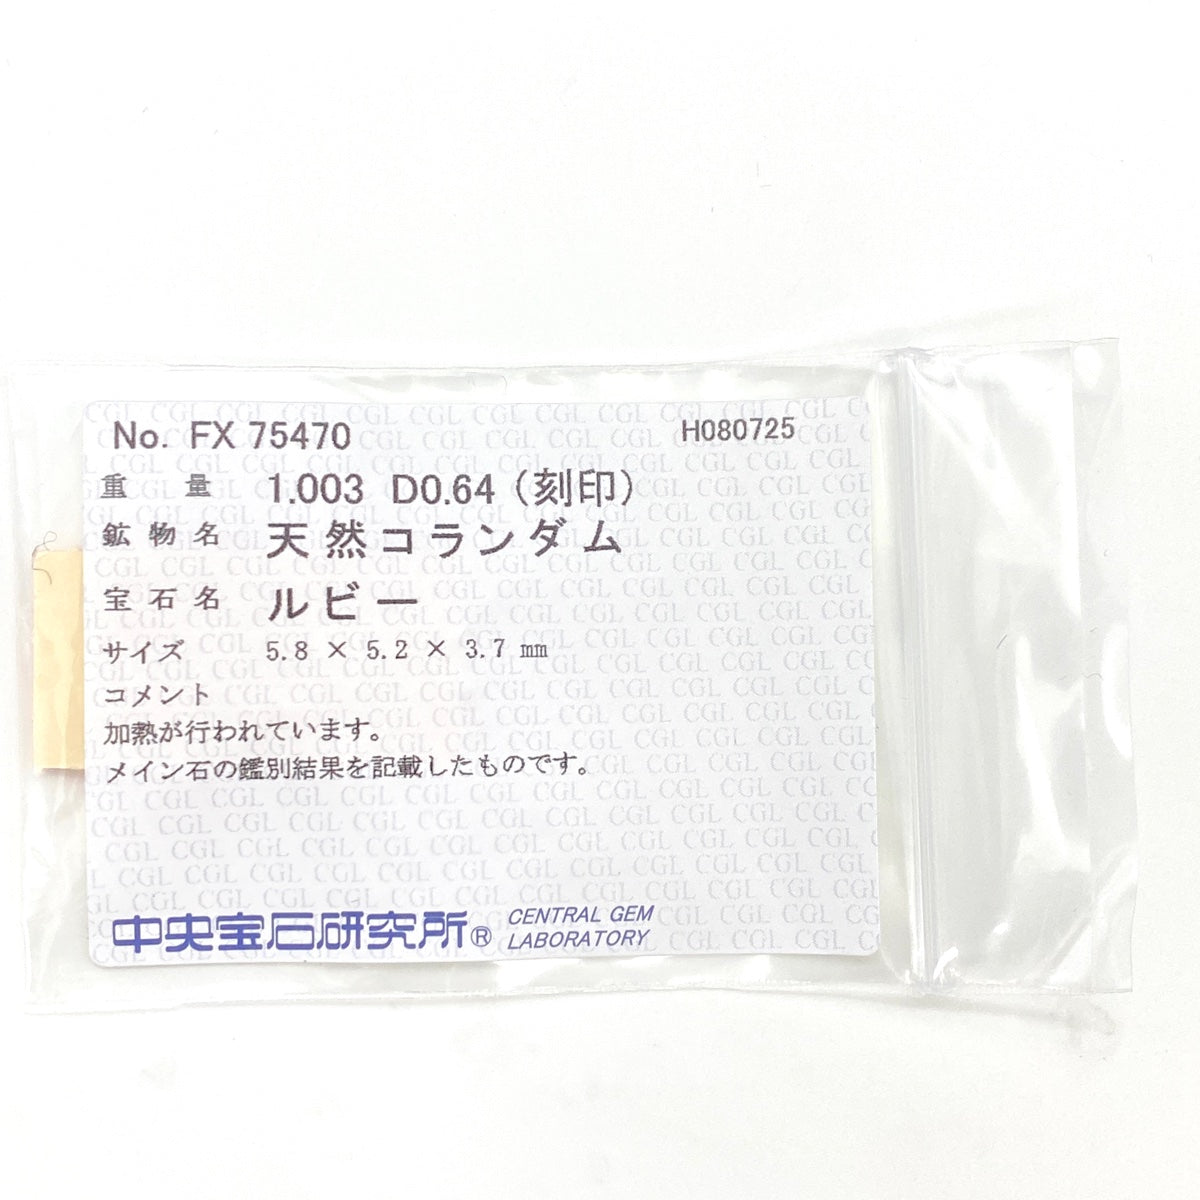 No. FX 75470 H080725
重量 1.003 D0.64 (刻印)
鉱物名 天然コランダム
宝石名 ルビー
サイズ 5.8 × 5.2 × 3.7 mm
コメント
加熱が行われています。
メイン石の鑑別結果を記載したものです。
中央宝石研究所® CENTRAL GEM
LABORATORY